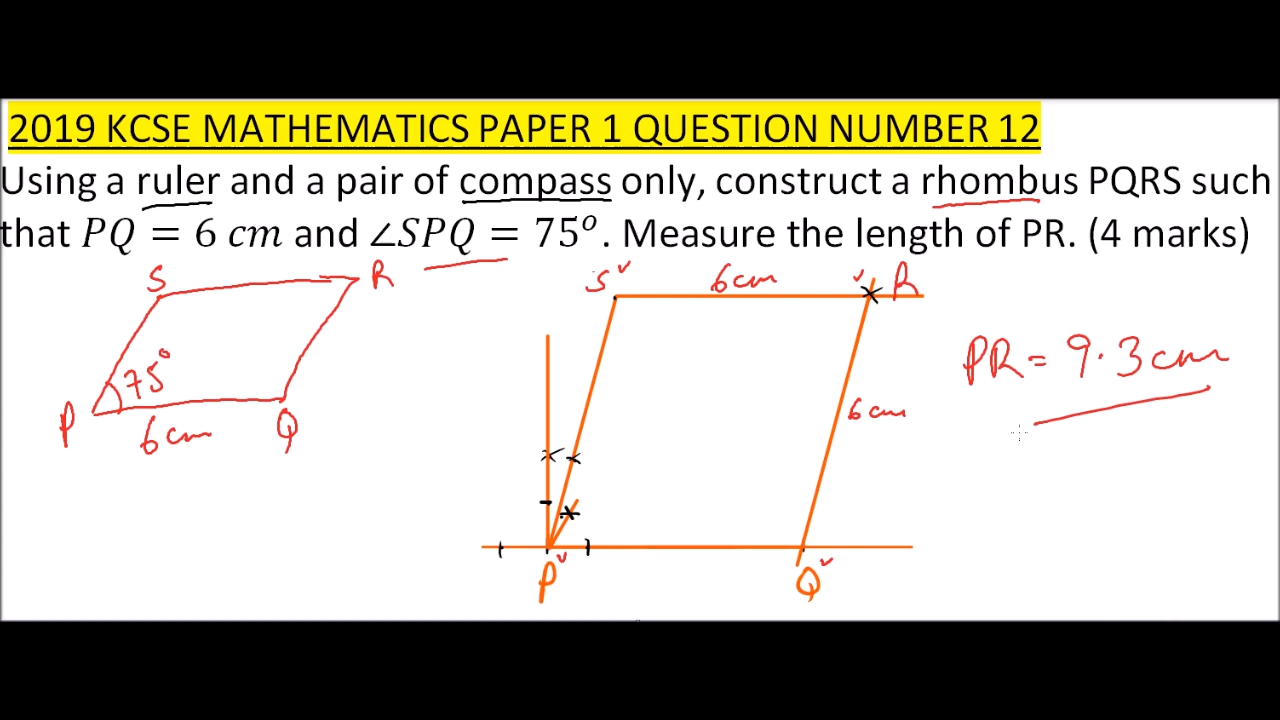 2019 KCSE MATHEMATICS PAPER 1 QUESTION NUMBER 12
Using a ruler and a pair of compass only, construct a rhombus PQRS such
that PQ = 6 cm and ∠SPQ = 75°. Measure the length of PR. (4 marks)
S R
75°
P 6cm Q
S 6cm R
PR = 9.3cm
6cm
P Q